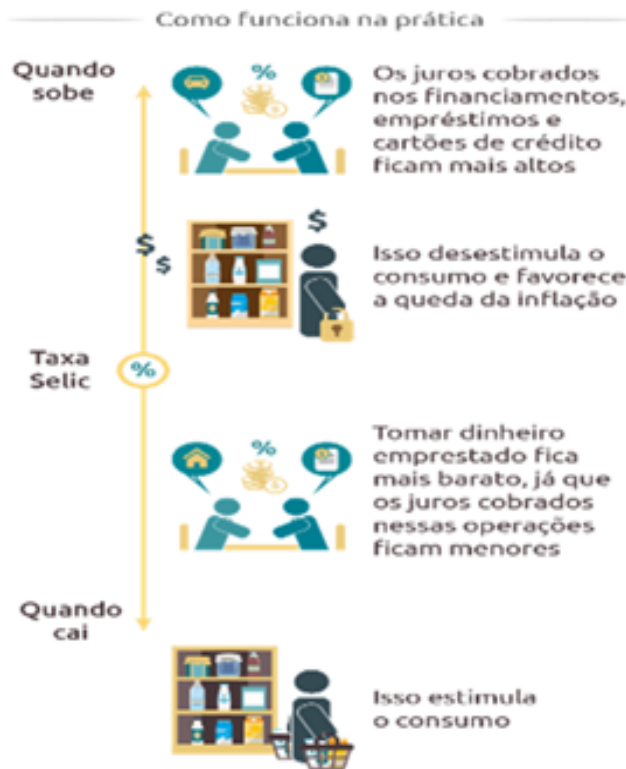 Como funciona na prática
Quando
sobe
%
Os juros cobrados
nos financiamentos,
empréstimos e
cartões de crédito
ficam mais altos
$
$
$
Isso desestimula o
consumo e favorece
a queda da inflação
Taxa
Selic
%
%
Tomar dinheiro
emprestado fica
mais barato, já que
os juros cobrados
nessas operações
ficam menores
Quando
cai
Isso estimula
o consumo